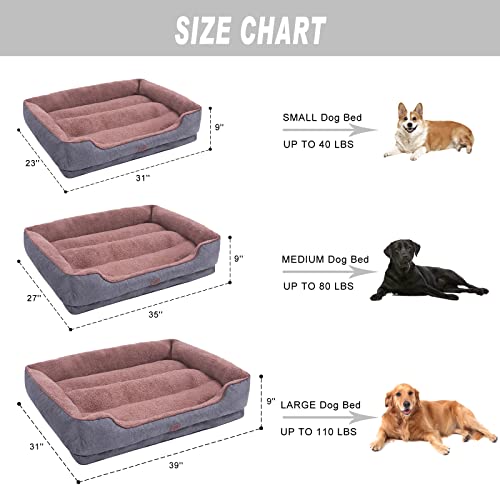 SIZE CHART
SMALL Dog Bed
UP TO 40 LBS
9"
23"
31"
MEDIUM Dog Bed
UP TO 80 LBS
9"
27"
35"
LARGE Dog Bed
UP TO 110 LBS
9"
31"
39"